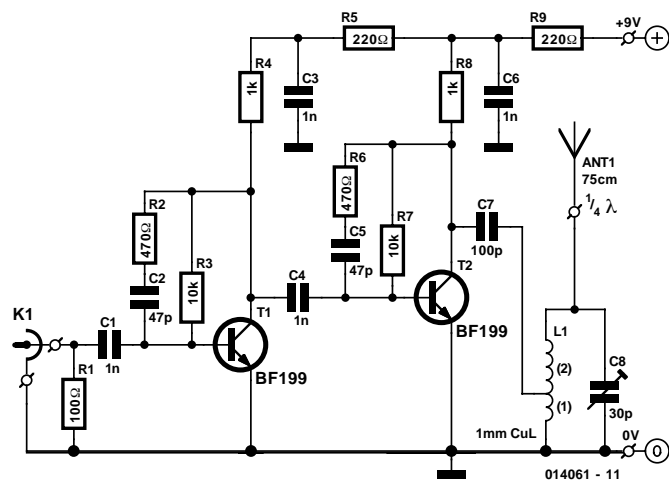 R5
220Ω
R9
220Ω
+9V
R4
1k
C3
1n
R8
1k
C6
1n
ANT1
75cm
1/4 λ
R2
470Ω
C2
47p
R3
10k
R6
470Ω
C5
47p
R7
10k
C7
100p
T2
BF199
K1
C1
1n
R1
100Ω
T1
BF199
C4
1n
L1
(2)
(1)
1mm CuL
C8
30p
0V
0
014061 - 11